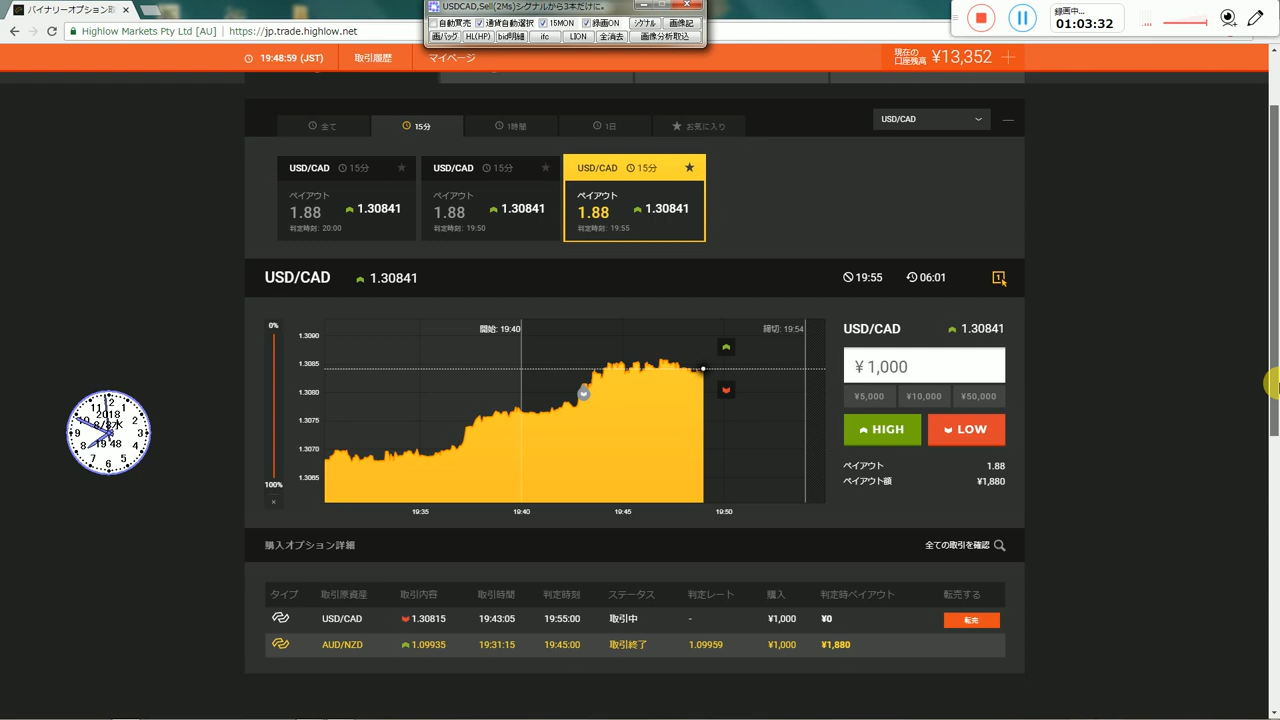 バイナリーオプション取
USDCAD,Sell(2Ms)シグナルから3本だけに。
自動買売 通貨自動選択 15MON 録画ON シグナル 画像記
画バッグ HL(HP) bid明細 ifc LION 全消去 画像分析取込
録画中...
01:03:32
Highlow Markets Pty Ltd [AU] https://jp.trade.highlow.net
19:48:59 (JST) 取引履歴 マイページ 現在の口座残高 ¥13,352
全て 15分 1時間 1日 お気に入り USD/CAD
USD/CAD 15分 USD/CAD 15分 USD/CAD 15分
ペイアウト ペイアウト ペイアウト
1.88 1.30841 1.88 1.30841 1.88 1.30841
判定時刻: 20:00 判定時刻: 19:50 判定時刻: 19:55
USD/CAD 1.30841 19:55 06:01 1
0% 開始: 19:40 締切: 19:54 USD/CAD 1.30841
1.3090
1.3085
1.3080
1.3075
1.3070
1.3065
100%
19:35 19:40 19:45 19:50
¥ 1,000
¥5,000 ¥10,000 ¥50,000
HIGH LOW
ペイアウト 1.88
ペイアウト額 ¥1,880
12 1 2 3 4 5 6 7 8 9 11
2018
19:48
購入オプション詳細 全ての取引を確認
タイプ 取引原資産 取引内容 取引時間 判定時刻 ステータス 判定レート 購入 判定時ペイアウト 転売する
USD/CAD 1.30815 19:43:05 19:55:00 取引中 - ¥1,000 ¥0 転売
AUD/NZD 1.09935 19:31:15 19:45:00 取引終了 1.09959 ¥1,000 ¥1,880